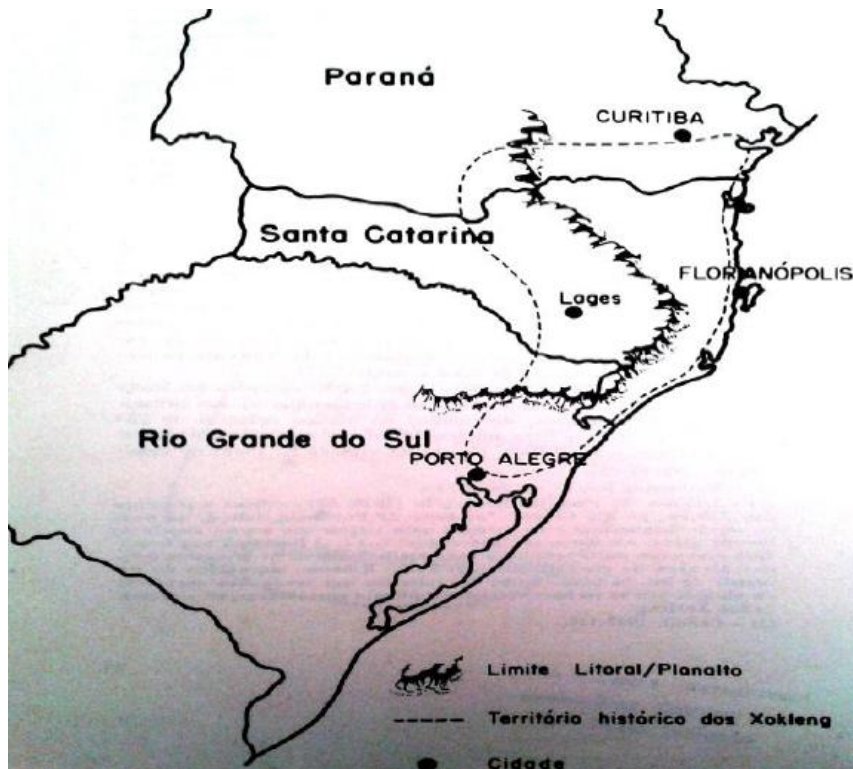 Paraná
CURITIBA
Santa Catarina
FLORIANÓPOLIS
Lages
Rio Grande do Sul
PORTO ALEGRE
Limite Litoral/Planalto
Território histórico dos Xokleng
Cidade